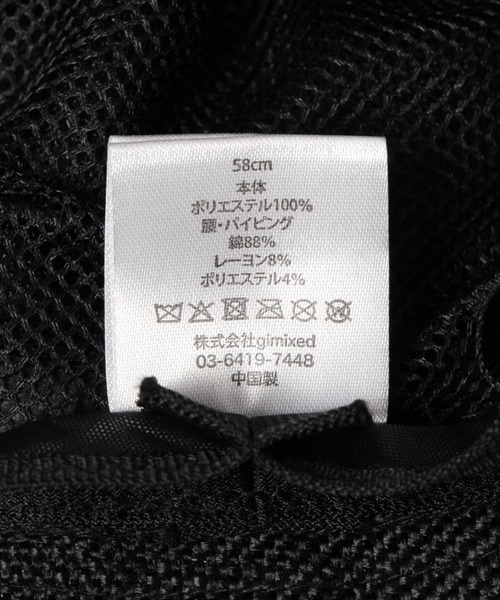 58cm
本体
ポリエステル100%
腰・パイピング
綿88%
レーヨン8%
ポリエステル4%
株式会社gimixed
03-6419-7448
中国製